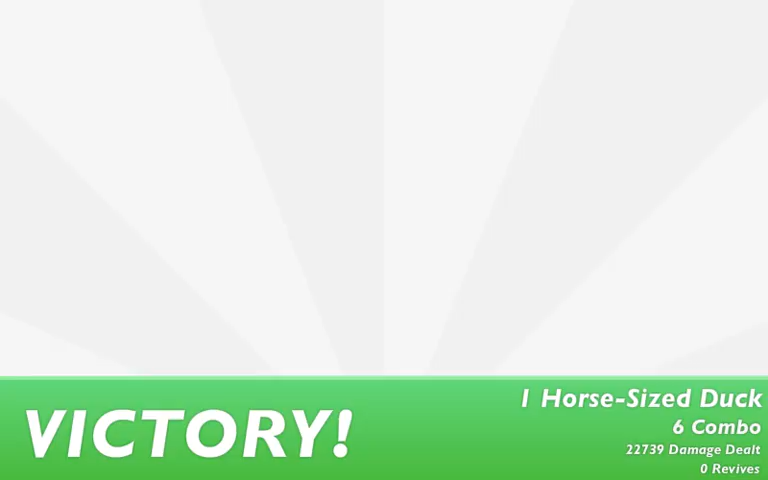 VICTORY!
1 Horse-Sized Duck
6 Combo
22739 Damage Dealt
0 Revives